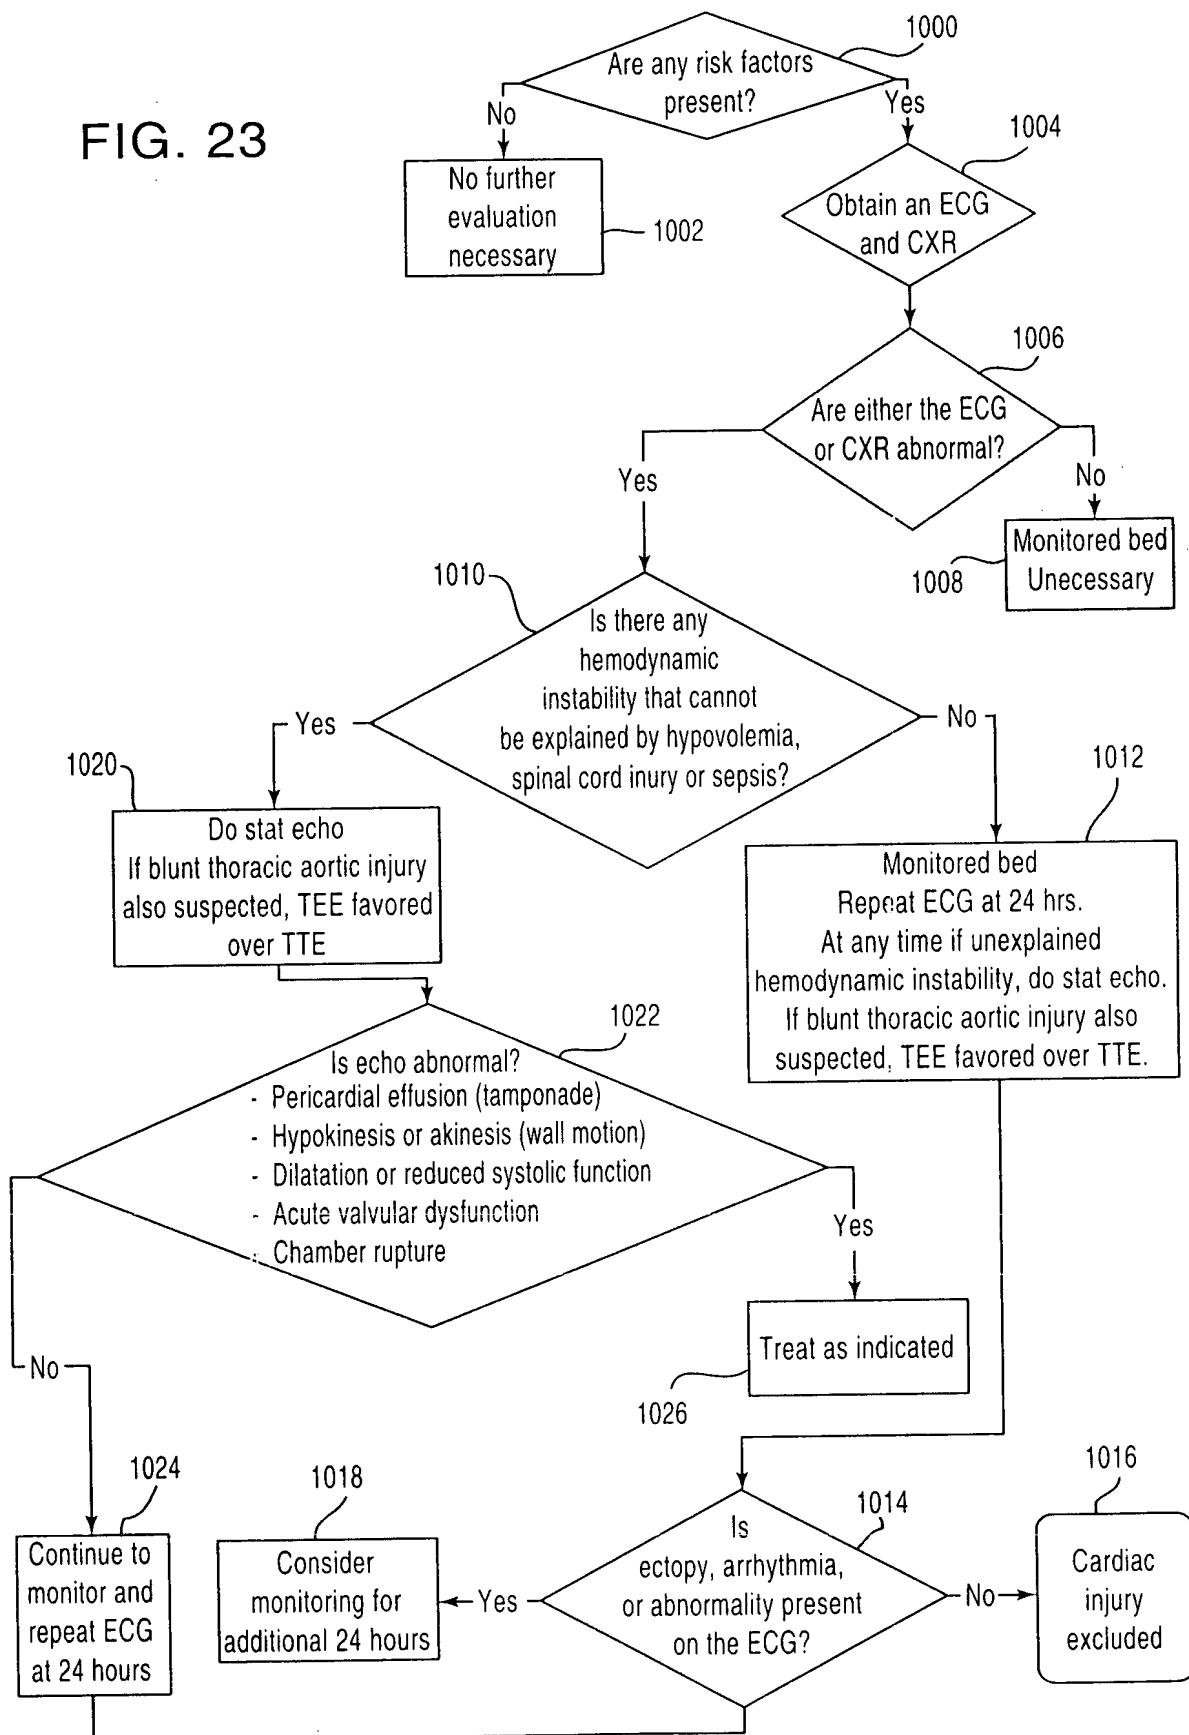 FIG. 23
1000
Are any risk factors
present?
No
Yes
No further
evaluation
necessary
1002
1004
Obtain an ECG
and CXR
1006
Are either the ECG
or CXR abnormal?
Yes
No
1008
Monitored bed
Unecessary
1010
Is there any
hemodynamic
instability that cannot
be explained by hypovolemia,
spinal cord inury or sepsis?
Yes
No
1020
Do stat echo
If blunt thoracic aortic injury
also suspected, TEE favored
over TTE
1012
Monitored bed
Repeat ECG at 24 hrs.
At any time if unexplained
hemodynamic instability, do stat echo.
If blunt thoracic aortic injury also
suspected, TEE favored over TTE.
1022
Is echo abnormal?
- Pericardial effusion (tamponade)
- Hypokinesis or akinesis (wall motion)
- Dilatation or reduced systolic function
- Acute valvular dysfunction
- Chamber rupture
Yes
No
Treat as indicated
1026
1024
Continue to
monitor and
repeat ECG
at 24 hours
1018
Consider
monitoring for
additional 24 hours
Yes
1014
Is
ectopy, arrhythmia,
or abnormality present
on the ECG?
No
1016
Cardiac
injury
excluded